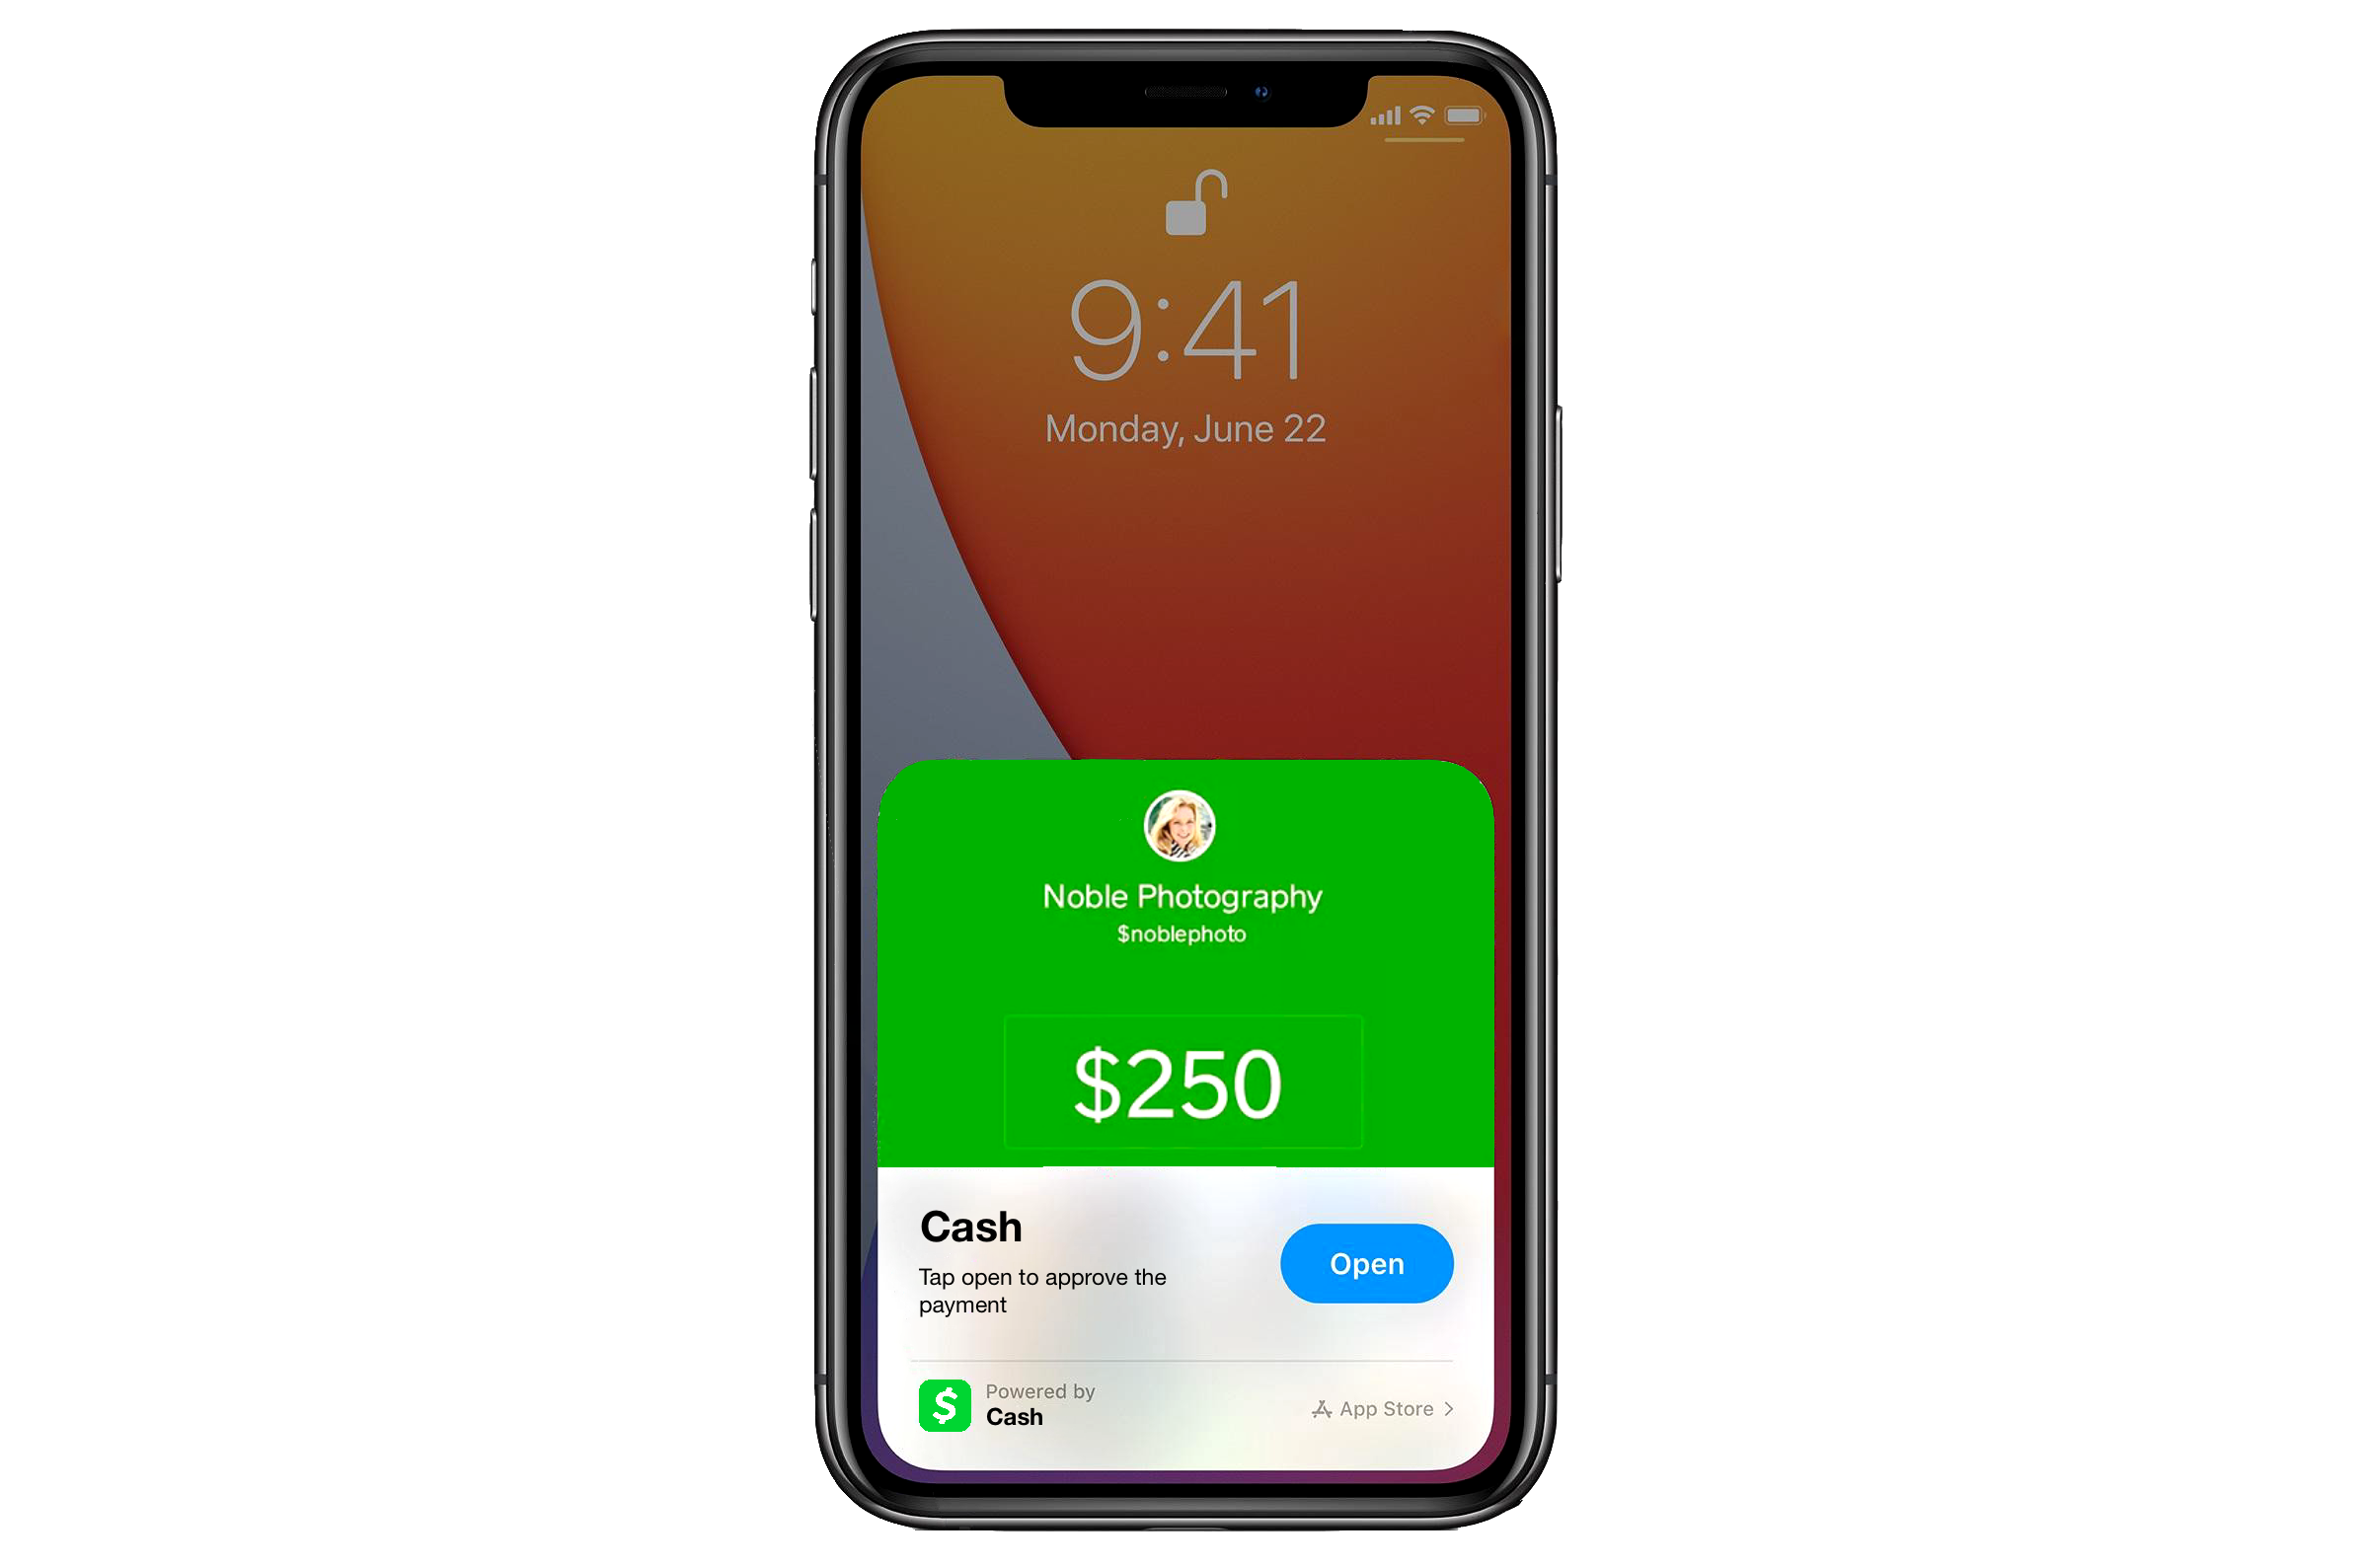 9:41
Monday, June 22
Noble Photography
$noblephoto
$250
Cash
Tap open to approve the
payment
Open
Powered by
Cash
App Store